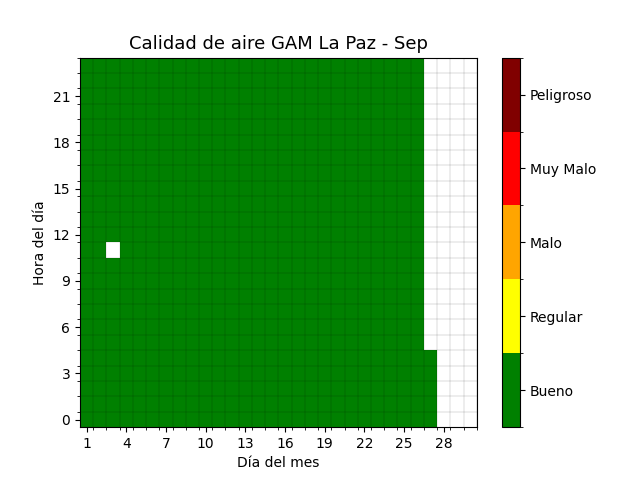 Calidad de aire GAM La Paz - Sep
Hora del día
21
18
15
12
9
6
3
0
1 4 7 10 13 16 19 22 25 28
Día del mes
Peligroso
Muy Malo
Malo
Regular
Bueno